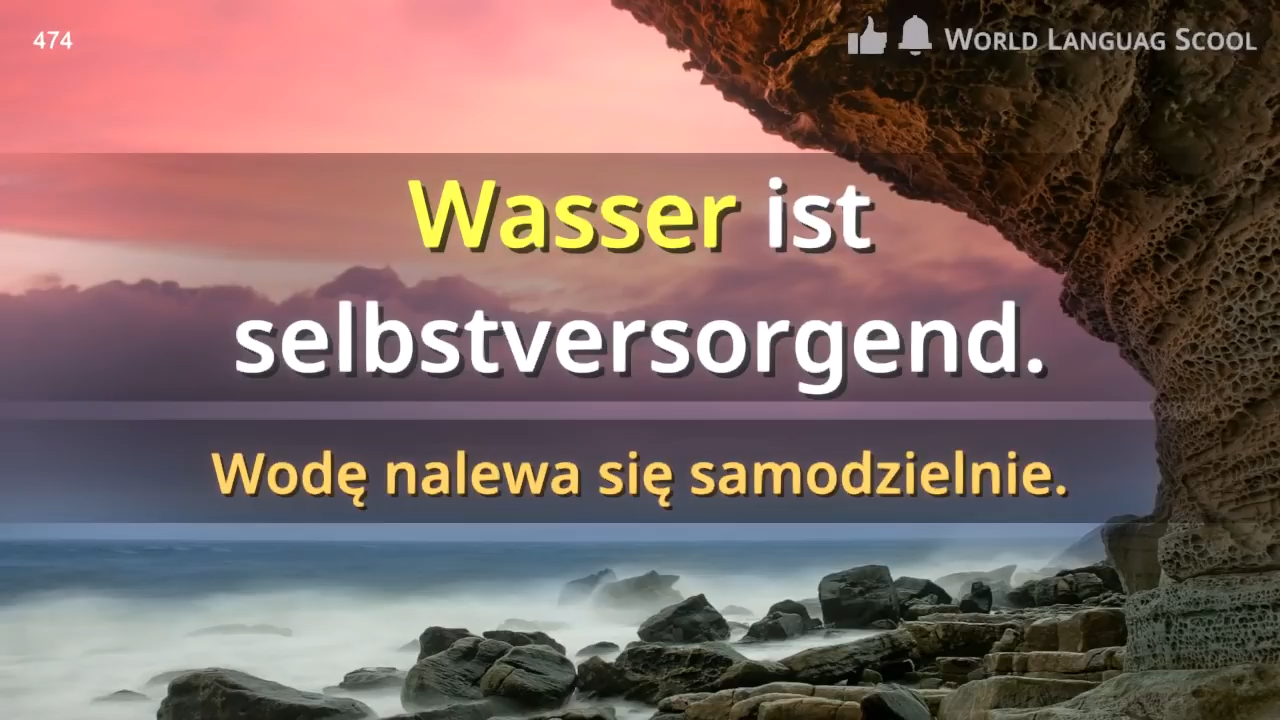 474
World Languag Scool
Wasser ist
selbstversorgend.
Wodę nalewa się samodzielnie.